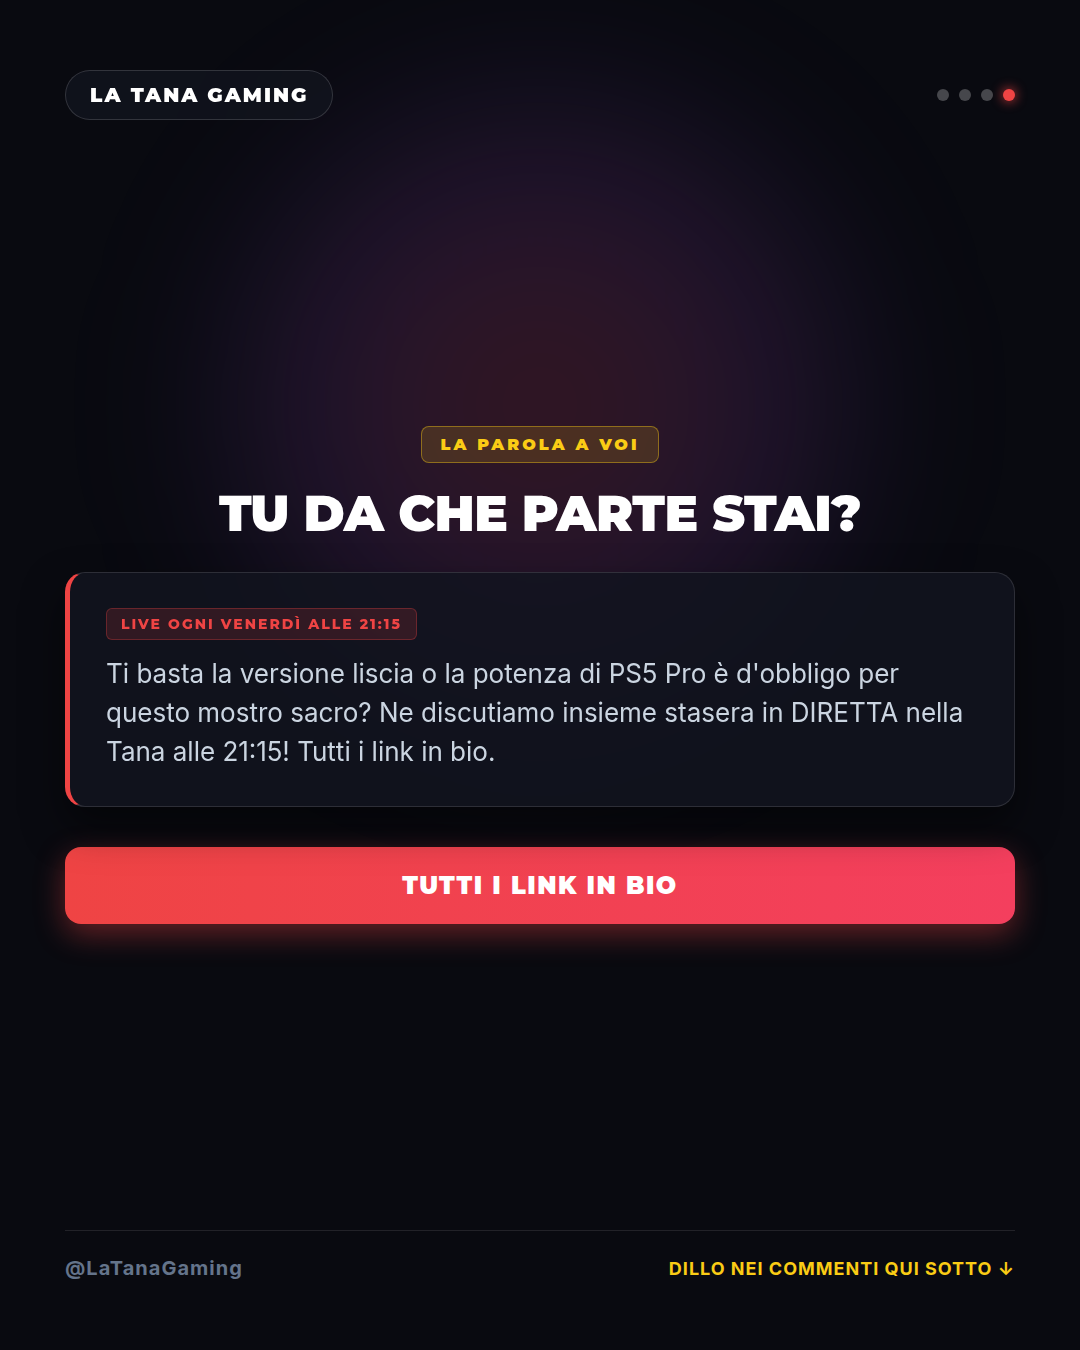 LA TANA GAMING
LA PAROLA A VOI
TU DA CHE PARTE STAI?
LIVE OGNI VENERDÌ ALLE 21:15
Ti basta la versione liscia o la potenza di PS5 Pro è d'obbligo per
questo mostro sacro? Ne discutiamo insieme stasera in DIRETTA nella
Tana alle 21:15! Tutti i link in bio.
TUTTI I LINK IN BIO
@LaTanaGaming
DILLO NEI COMMENTI QUI SOTTO ↓